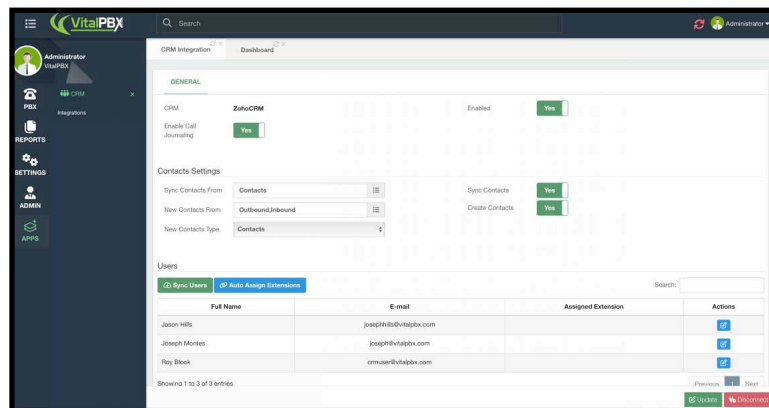 VitalPBX
Search
Administrator
Administrator
VitalPBX
CRM Integration
Dashboard
PBX
CRM
Integrations
REPORTS
SETTINGS
ADMIN
APPS
GENERAL
CRM
ZohoCRM
Enabled
Yes
Enable Call
Journaling
Yes
Contacts Settings
Sync Contacts From
Contacts
Sync Contacts
Yes
New Contacts From
Outbound,Inbound
Create Contacts
Yes
New Contacts Type
Contacts
Users
Sync Users
Auto Assign Extensions
Search:
Full Name
E-mail
Assigned Extension
Actions
Jason Hills
josephhills@vitalpbx.com
Joseph Montes
joseph@vitalpbx.com
Roy Block
crmuser@vitalpbx.com
Showing 1 to 3 of 3 entries
Previous
1
Next
Update
Disconnect